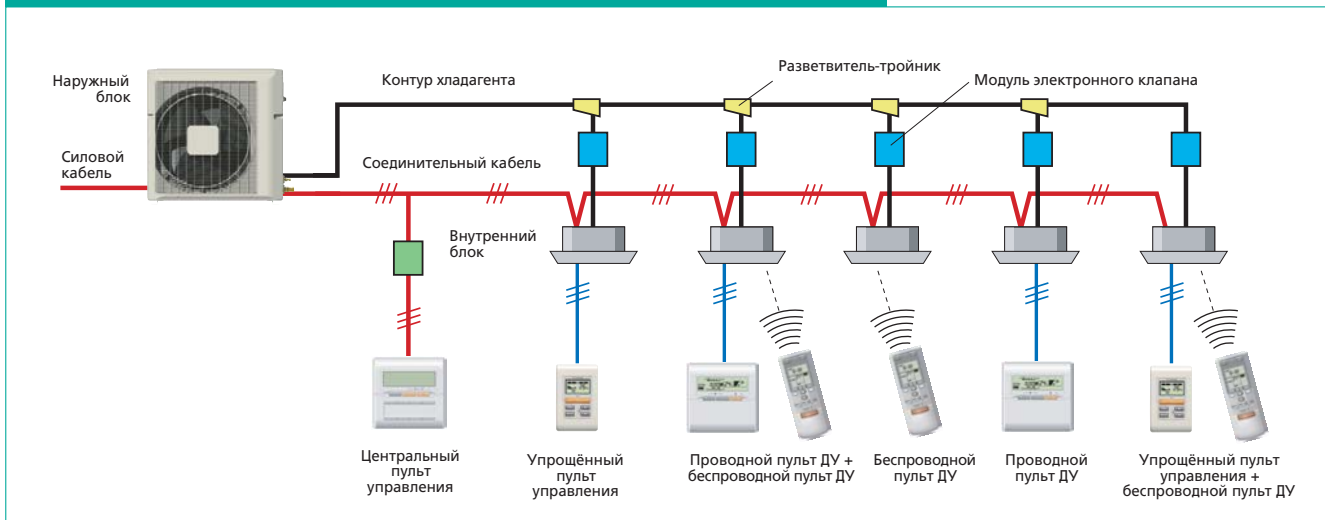 Наружный
блок
Контур хладагента
Разветвитель-тройник
Модуль электронного клапана
Силовой
кабель
Соединительный кабель
Внутренний
блок
Центральный
пульт
управления
Упрощённый
пульт
управления
Проводной пульт ДУ +
беспроводной пульт ДУ
Беспроводной
пульт ДУ
Проводной
пульт ДУ
Упрощённый пульт
управления +
беспроводной пульт ДУ